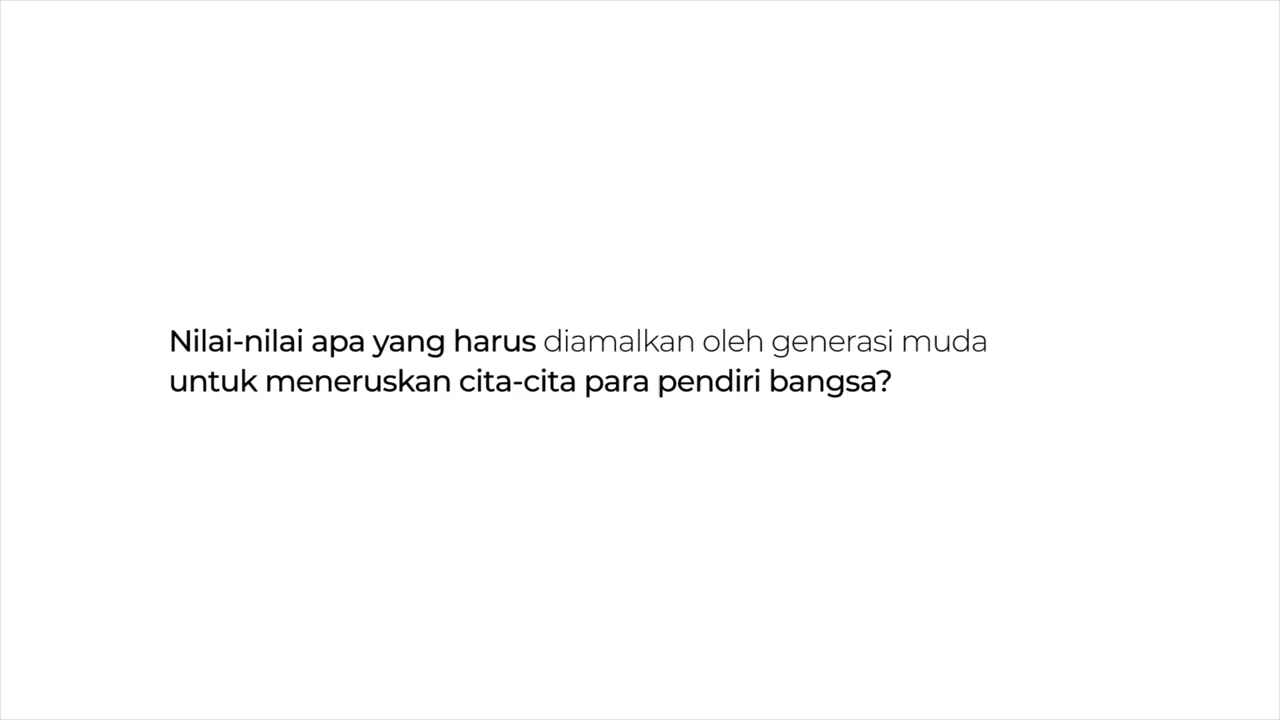 Nilai-nilai apa yang harus diamalkan oleh generasi muda
untuk meneruskan cita-cita para pendiri bangsa?